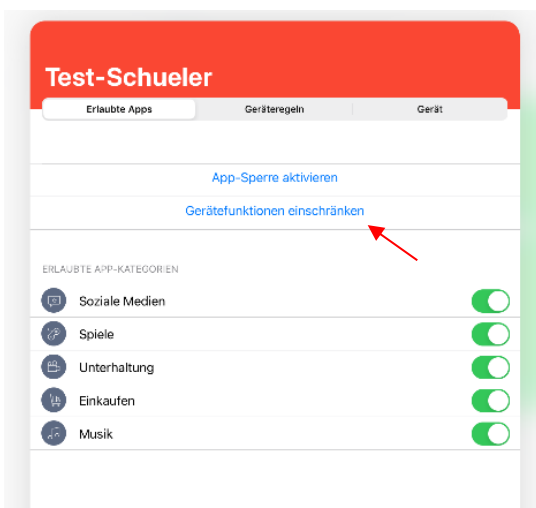 Test-Schueler
Erlaubte Apps Geräteregeln Gerät
App-Sperre aktivieren
Gerätefunktionen einschränken
ERLAUBTE APP-KATEGORIEN
Soziale Medien
Spiele
Unterhaltung
Einkaufen
Musik